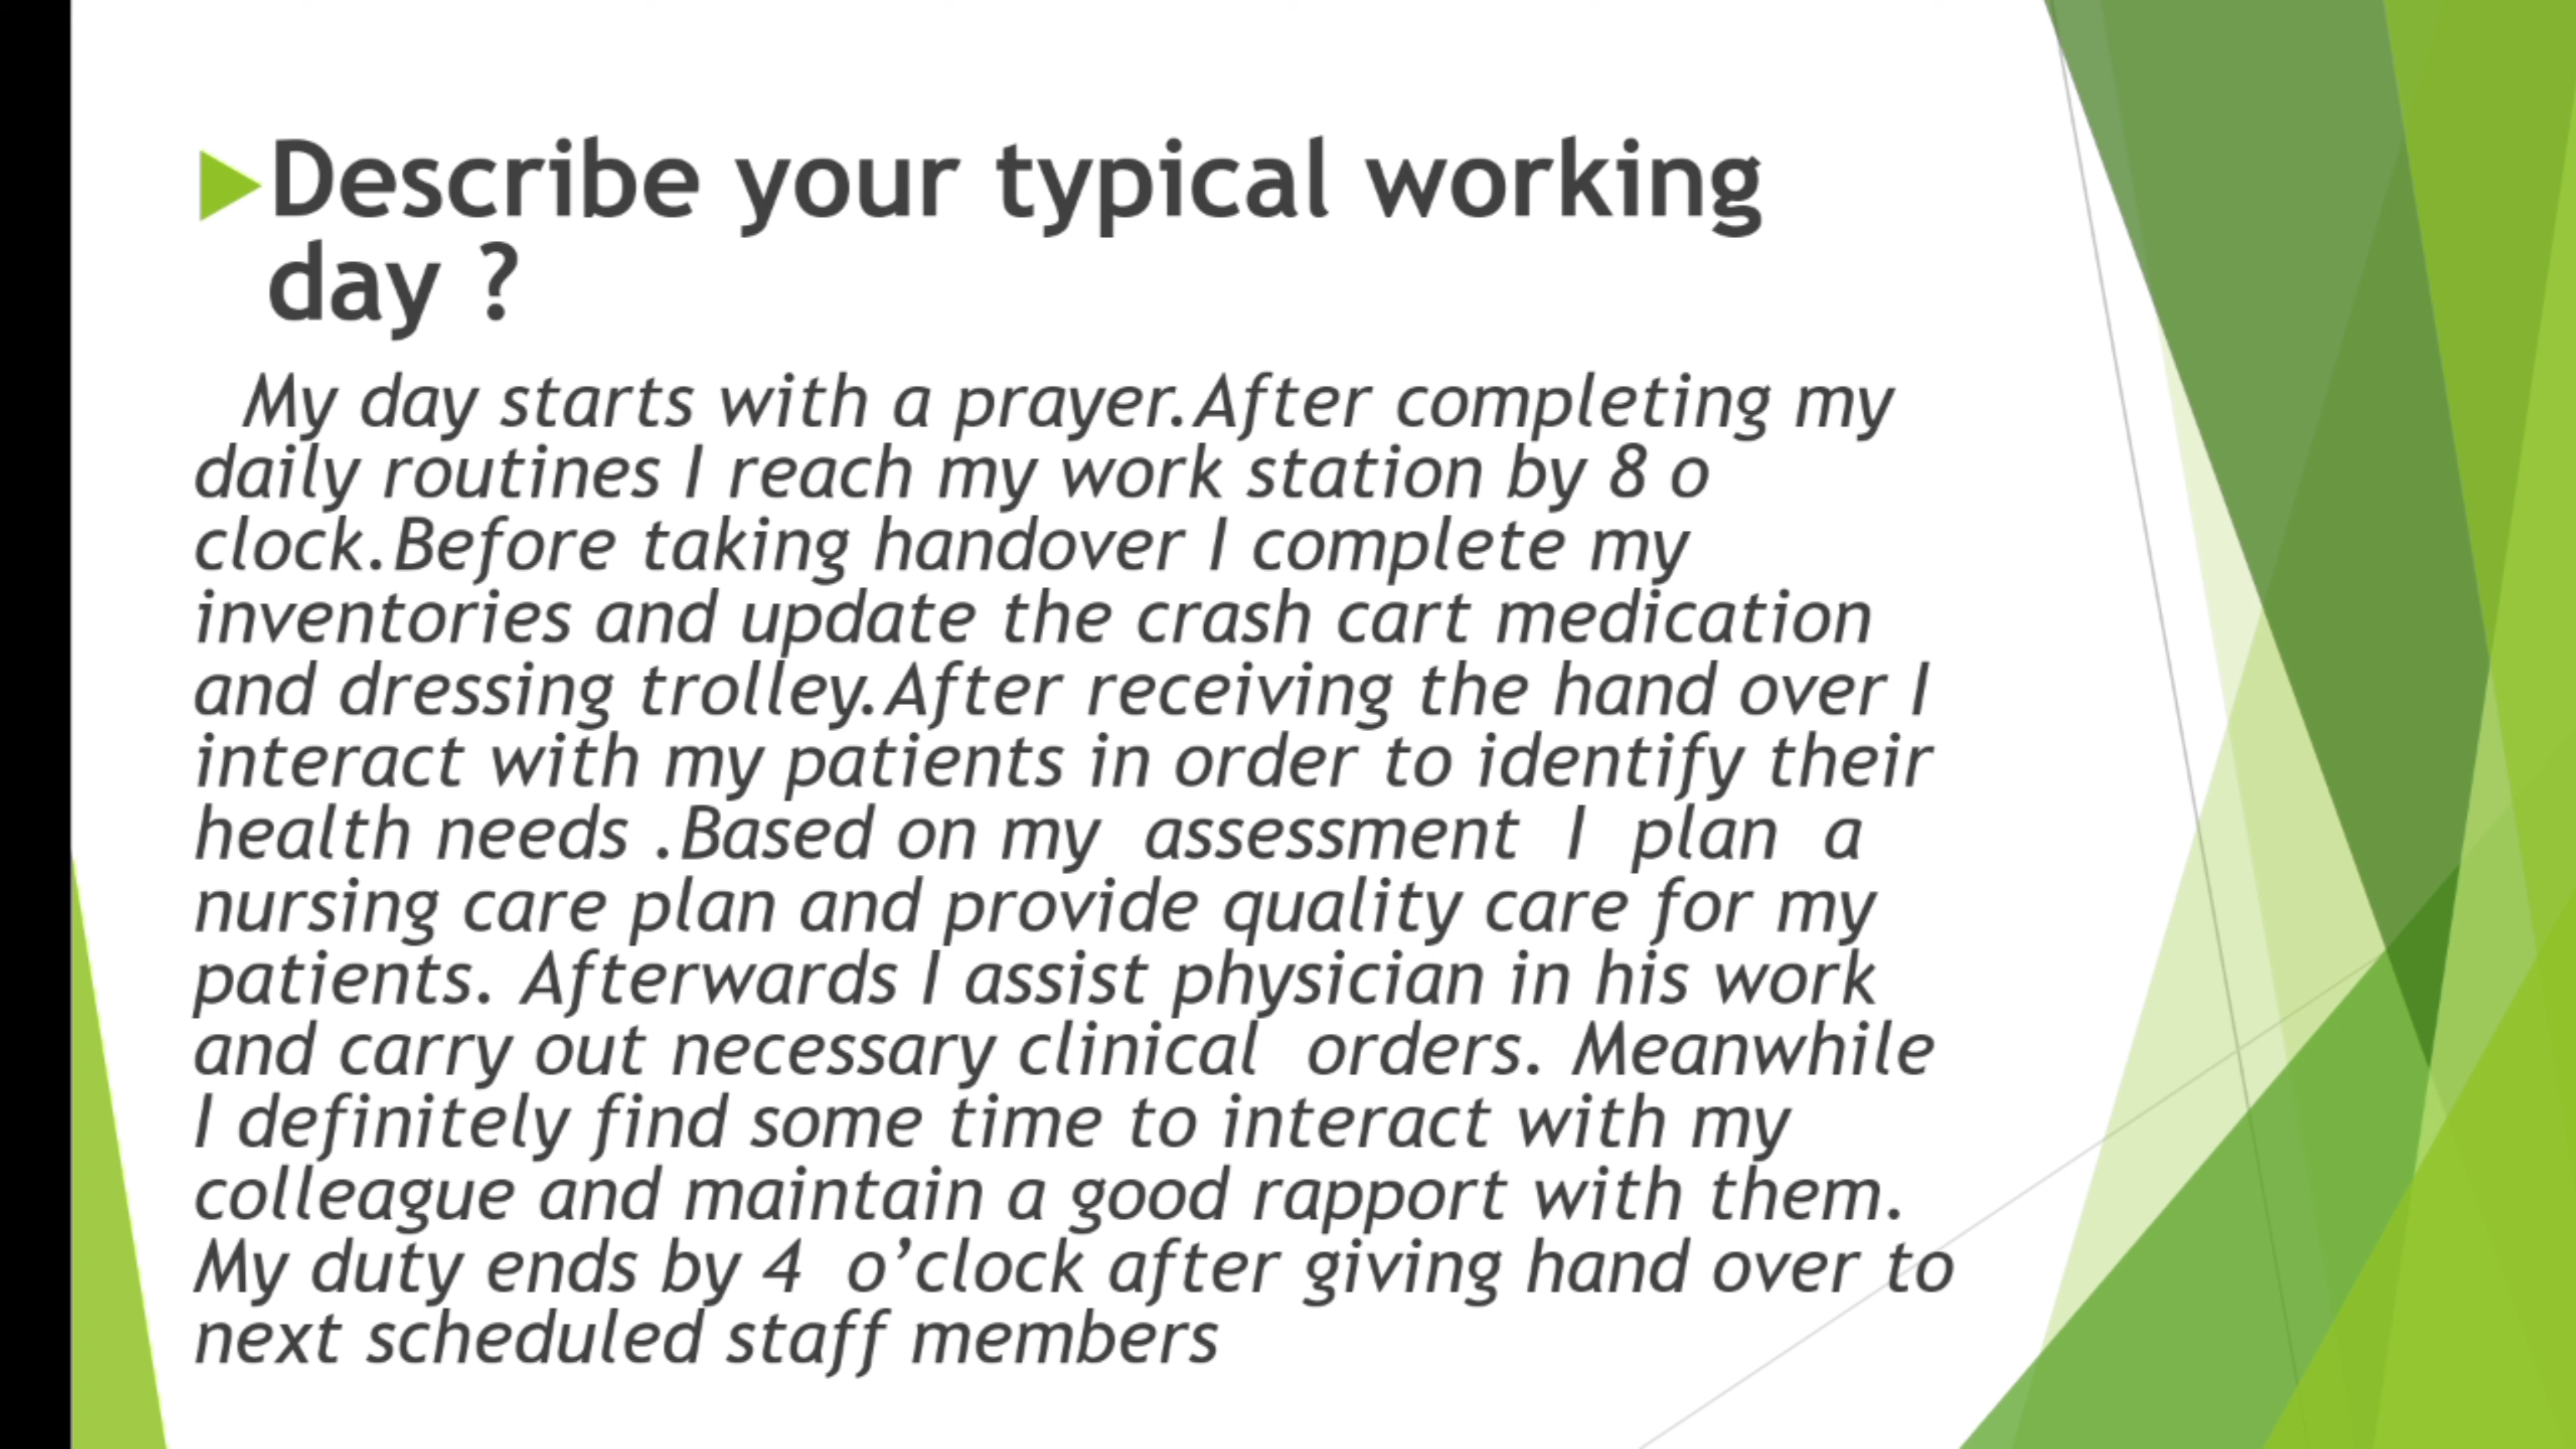 Describe your typical working
day ?
My day starts with a prayer.After completing my
daily routines I reach my work station by 8 o
clock.Before taking handover I complete my
inventories and update the crash cart medication
and dressing trolley.After receiving the hand over I
interact with my patients in order to identify their
health needs .Based on my  assessment  I  plan  a
nursing care plan and provide quality care for my
patients. Afterwards I assist physician in his work
and carry out necessary clinical  orders. Meanwhile
I definitely find some time to interact with my
colleague and maintain a good rapport with them.
My duty ends by 4  o’clock after giving hand over to
next scheduled staff members